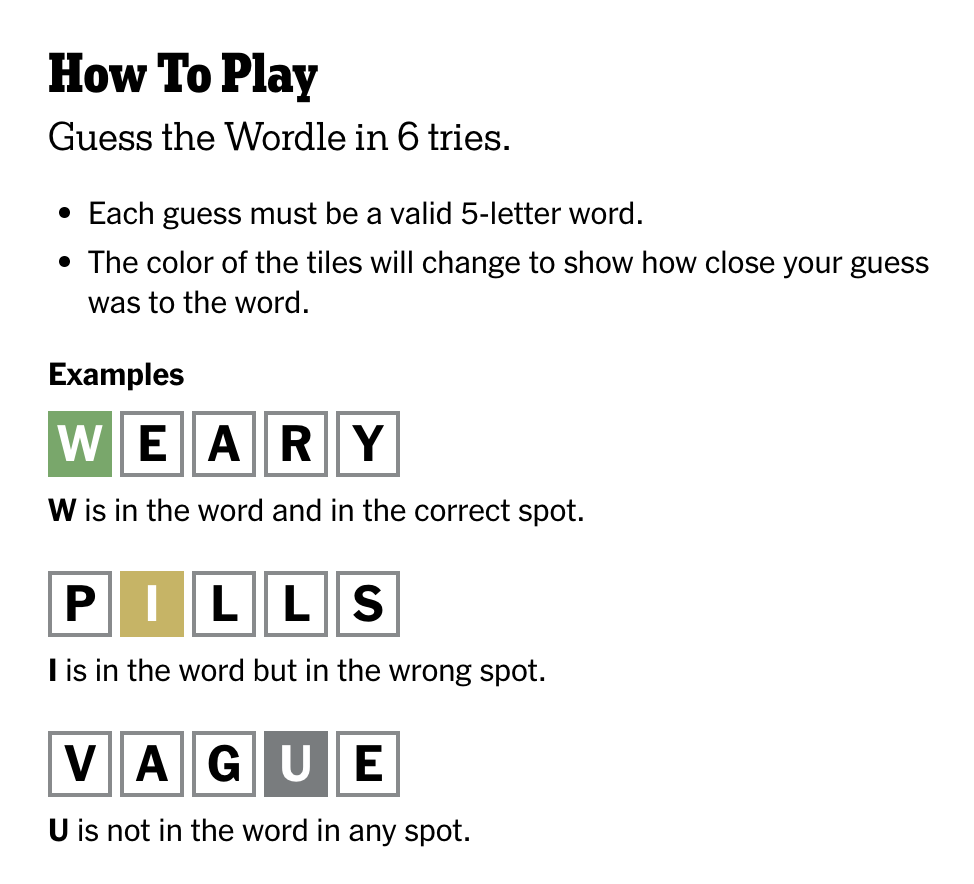 How To Play
Guess the Wordle in 6 tries.
• Each guess must be a valid 5-letter word.
• The color of the tiles will change to show how close your guess
was to the word.
Examples
W E A R Y
W is in the word and in the correct spot.
P I L L S
I is in the word but in the wrong spot.
V A G U E
U is not in the word in any spot.